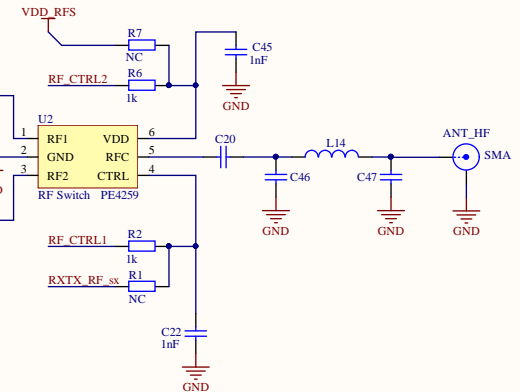 VDD_RFS
R7
NC
C45
1nF
RF_CTRL2
R6
1k
GND
U2
1
RF1
VDD
6
2
GND
RFC
5
3
RF2
CTRL
4
RF Switch PE4259
C20
C46
GND
L14
C47
GND
ANT_HF
SMA
GND
RF_CTRL1
R2
1k
RXTX_RF_sx
R1
NC
C22
1nF
GND